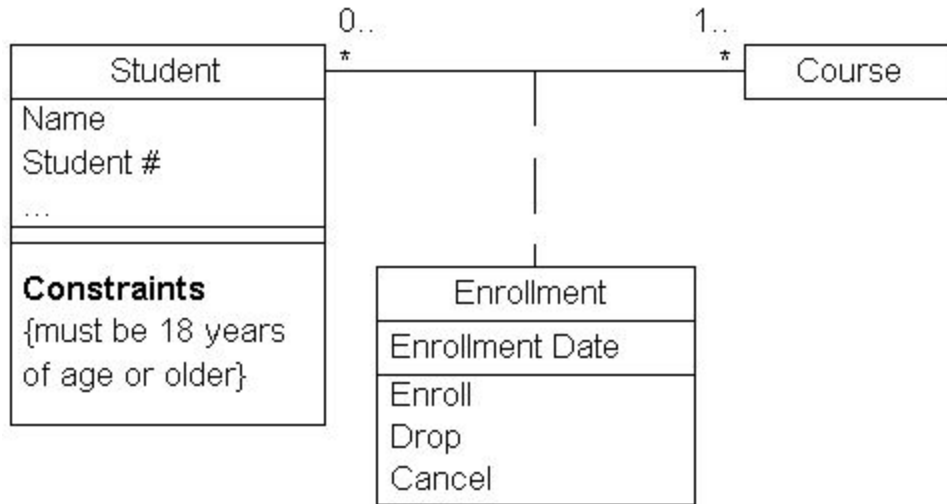 0..
*
1..
*
Student
Name
Student #
...
Constraints
{must be 18 years
of age or older}
Course
Enrollment
Enrollment Date
Enroll
Drop
Cancel